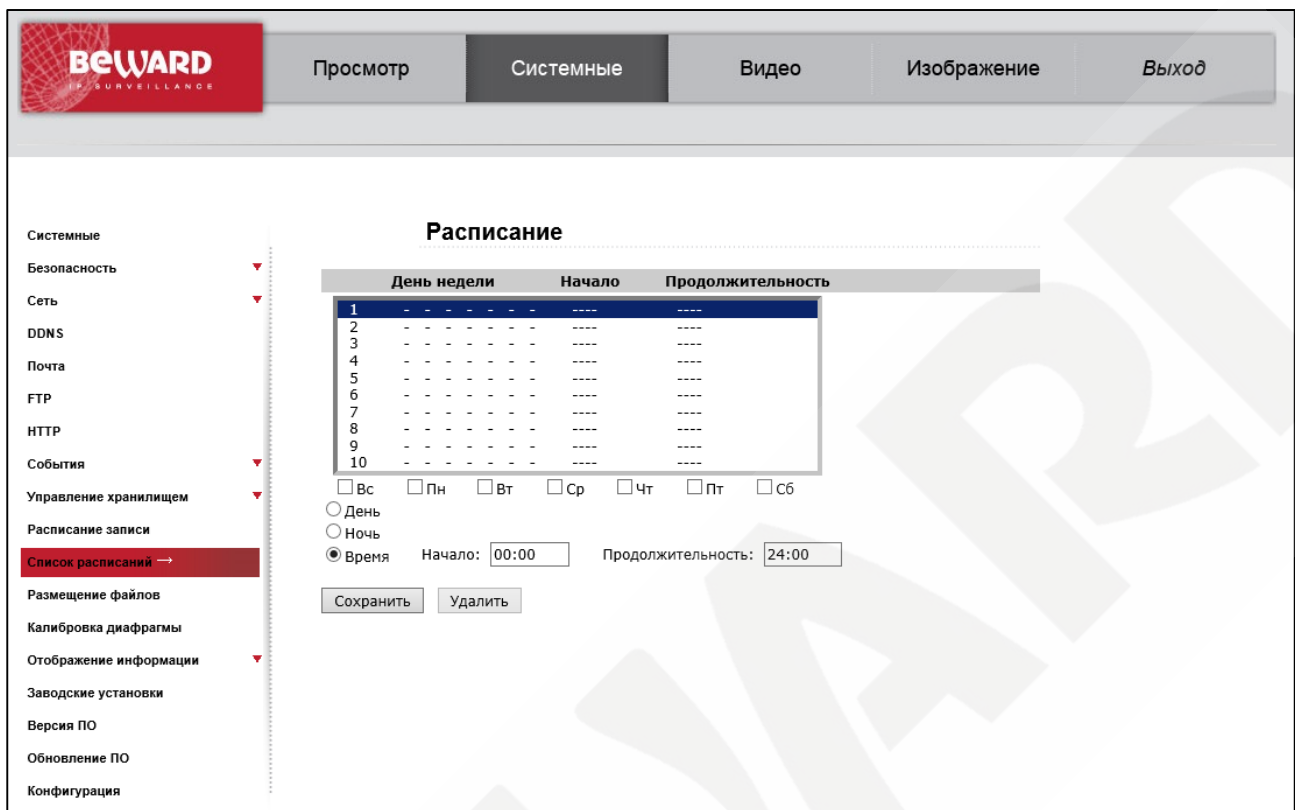 BEWARD
IP SURVEILLANCE
Просмотр Системные Видео Изображение Выход
Системные
Безопасность
Сеть
DDNS
Почта
FTP
HTTP
События
Управление хранилищем
Расписание записи
Список расписаний →
Размещение файлов
Калибровка диафрагмы
Отображение информации
Заводские установки
Версия ПО
Обновление ПО
Конфигурация
Расписание
День недели Начало Продолжительность
1 - - - - - - - ---- ----
2 - - - - - - - ---- ----
3 - - - - - - - ---- ----
4 - - - - - - - ---- ----
5 - - - - - - - ---- ----
6 - - - - - - - ---- ----
7 - - - - - - - ---- ----
8 - - - - - - - ---- ----
9 - - - - - - - ---- ----
10 - - - - - - - ---- ----
Вс Пн Вт Ср Чт Пт Сб
День
Ночь
Время Начало: 00:00 Продолжительность: 24:00
Сохранить Удалить